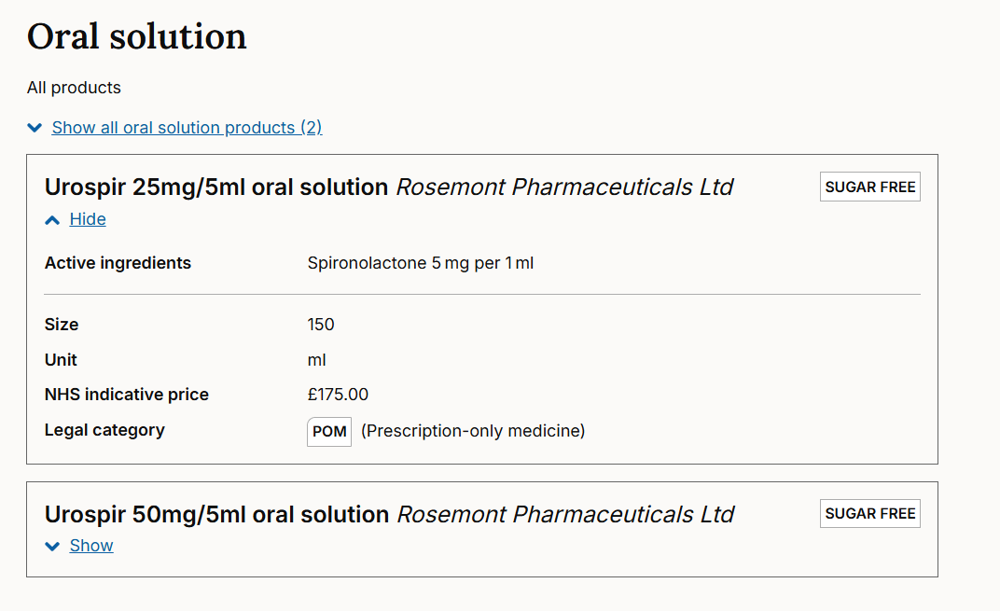 Oral solution
All products
Show all oral solution products (2)
Urospir 25mg/5ml oral solution Rosemont Pharmaceuticals Ltd SUGAR FREE
Hide
Active ingredients Spironolactone 5 mg per 1 ml
Size 150
Unit ml
NHS indicative price £175.00
Legal category POM (Prescription-only medicine)
Urospir 50mg/5ml oral solution Rosemont Pharmaceuticals Ltd SUGAR FREE
Show